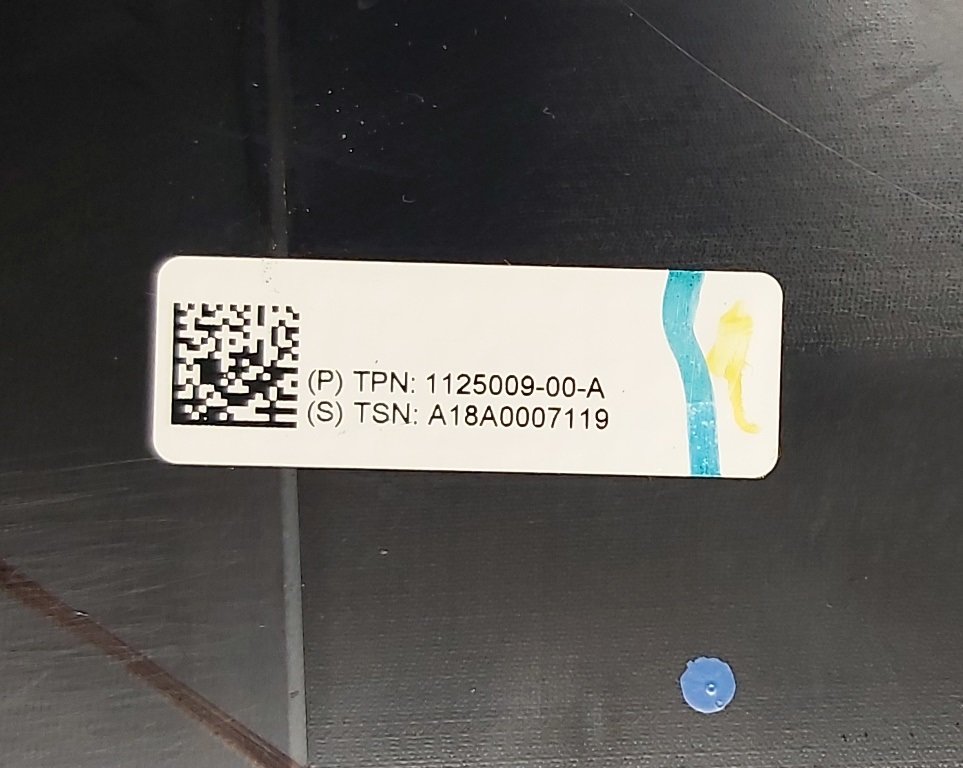 (P) TPN: 1125009-00-A
(S) TSN: A18A0007119